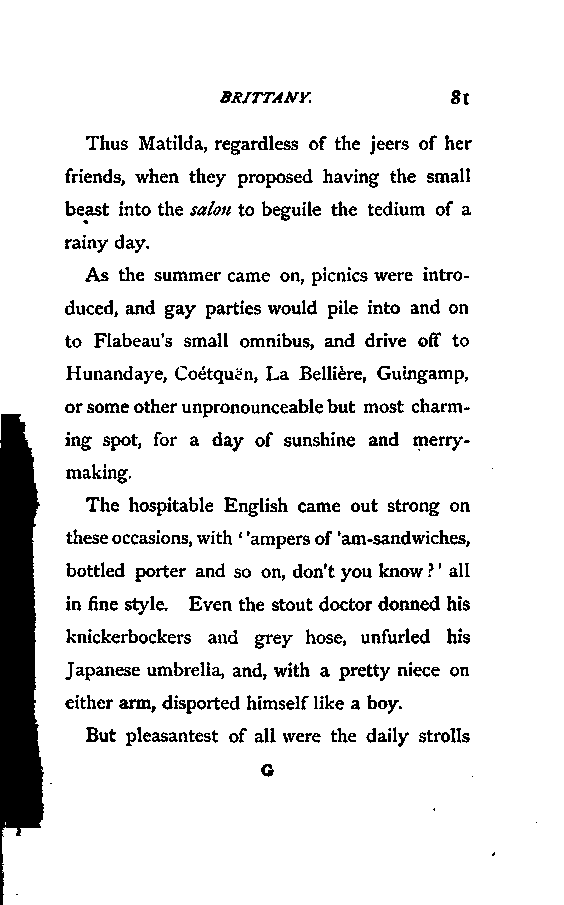 BRITTANY. 81
Thus Matilda, regardless of the jeers of her
friends, when they proposed having the small
beast into the salon to beguile the tedium of a
rainy day.
As the summer came on, picnics were intro-
duced, and gay parties would pile into and on
to Flabeau's small omnibus, and drive off to
Hunandaye, Coétquën, La Bellière, Guingamp,
or some other unpronounceable but most charm-
ing spot, for a day of sunshine and merry-
making.
The hospitable English came out strong on
these occasions, with ' 'ampers of 'am-sandwiches,
bottled porter and so on, don't you know?' all
in fine style. Even the stout doctor donned his
knickerbockers and grey hose, unfurled his
Japanese umbrella, and, with a pretty niece on
either arm, disported himself like a boy.
But pleasantest of all were the daily strolls
G